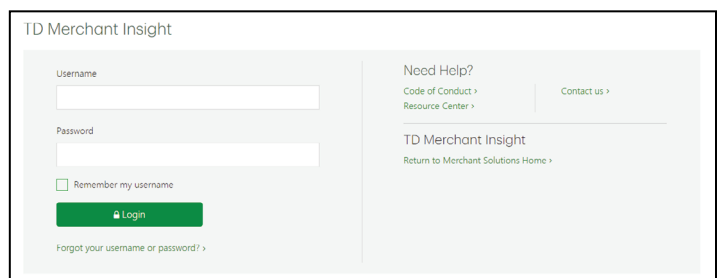 TD Merchant Insight
Username
Password
Remember my username
Login
Forgot your username or password? ›
Need Help?
Code of Conduct ›
Contact us ›
Resource Center ›
TD Merchant Insight
Return to Merchant Solutions Home ›